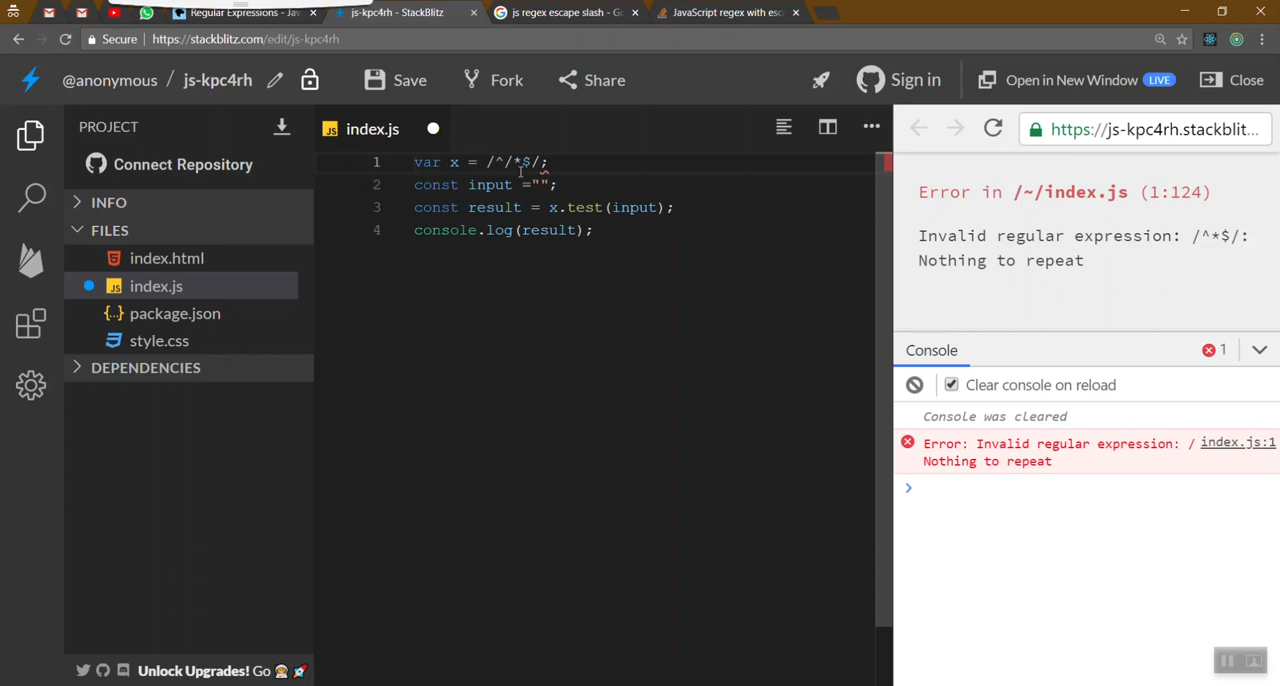 Regular Expressions - Jav
js-kpc4rh - StackBlitz
js regex escape slash - Go
JavaScript regex with esc
Secure | https://stackblitz.com/edit/js-kpc4rh
@anonymous / js-kpc4rh
Save
Fork
Share
Sign in
Open in New Window LIVE
Close
PROJECT
Connect Repository
INFO
FILES
index.html
JS index.js
{..} package.json
style.css
DEPENDENCIES
Unlock Upgrades! Go
JS index.js
1 var x = /^/*$/;
2 const input ="";
3 const result = x.test(input);
4 console.log(result);
https://js-kpc4rh.stackblitz...
Error in /~/index.js (1:124)
Invalid regular expression: /^*$/:
Nothing to repeat
Console
1
Clear console on reload
Console was cleared
Error: Invalid regular expression: / index.js:1
Nothing to repeat